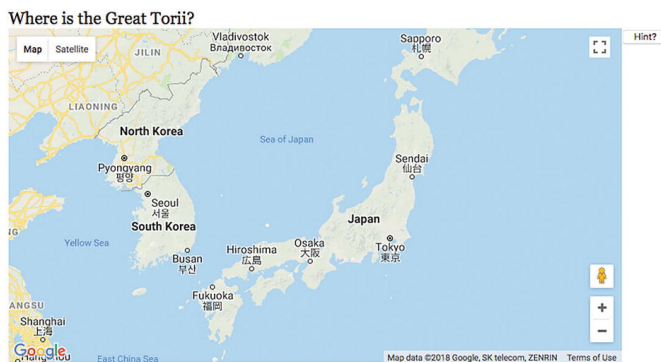 Where is the Great Torii?
Hint?
Map Satellite
Vladivostok
Владивосток
Sapporo
札幌
JILIN
LIAONING
North Korea
Sea of Japan
Pyongyang
평양
Sendai
仙台
Seoul
서울
South Korea
Japan
Yellow Sea
Tokyo
東京
Hiroshima
広島
Osaka
大阪
Busan
부산
Fukuoka
福岡
ANGSU
Shanghai
上海
Google
East China Sea
Map data ©2018 Google, SK telecom, ZENRIN Terms of Use